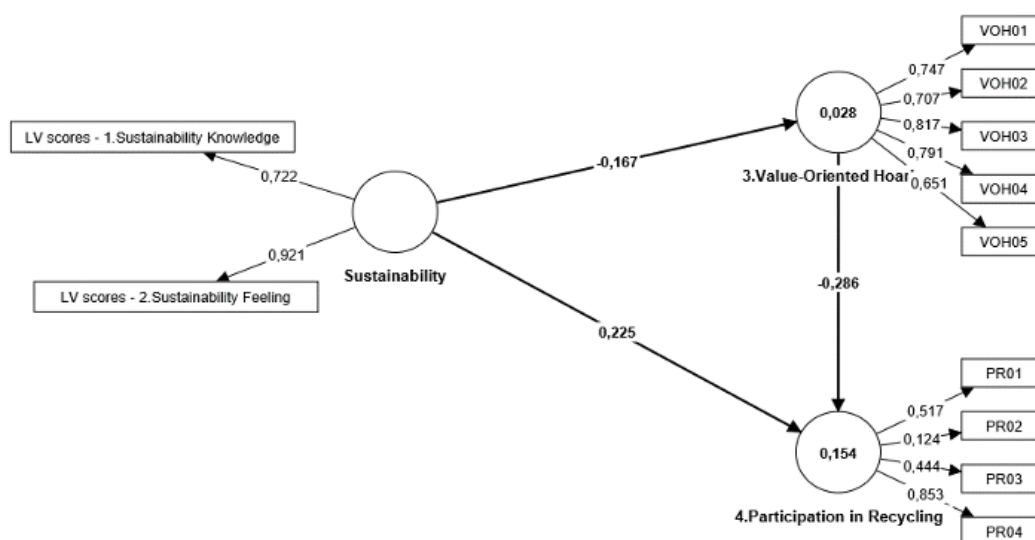 VOH01
0,747
VOH02
0,707
0,028
0,817
VOH03
LV scores - 1.Sustainability Knowledge
0,791
-0,167
3.Value-Oriented Hoar
0,722
0,651
VOH04
VOH05
0,921
Sustainability
LV scores - 2.Sustainability Feeling
-0,286
0,225
PR01
0,517
PR02
0,124
0,154
0,444
PR03
0,853
4.Participation in Recycling
PR04